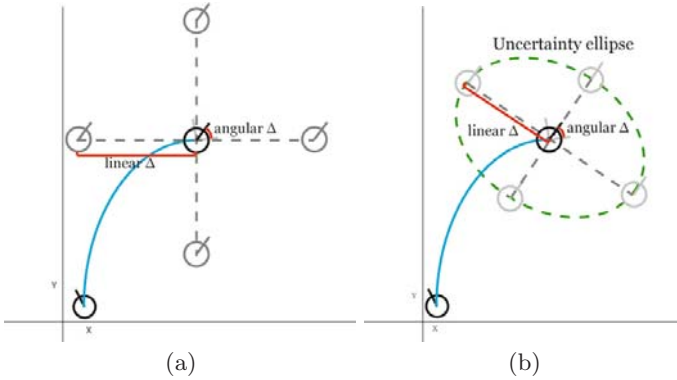 angular Δ
linear Δ
Y
X
(a)
Uncertainty ellipse
linear Δ
angular Δ
Y
X
(b)